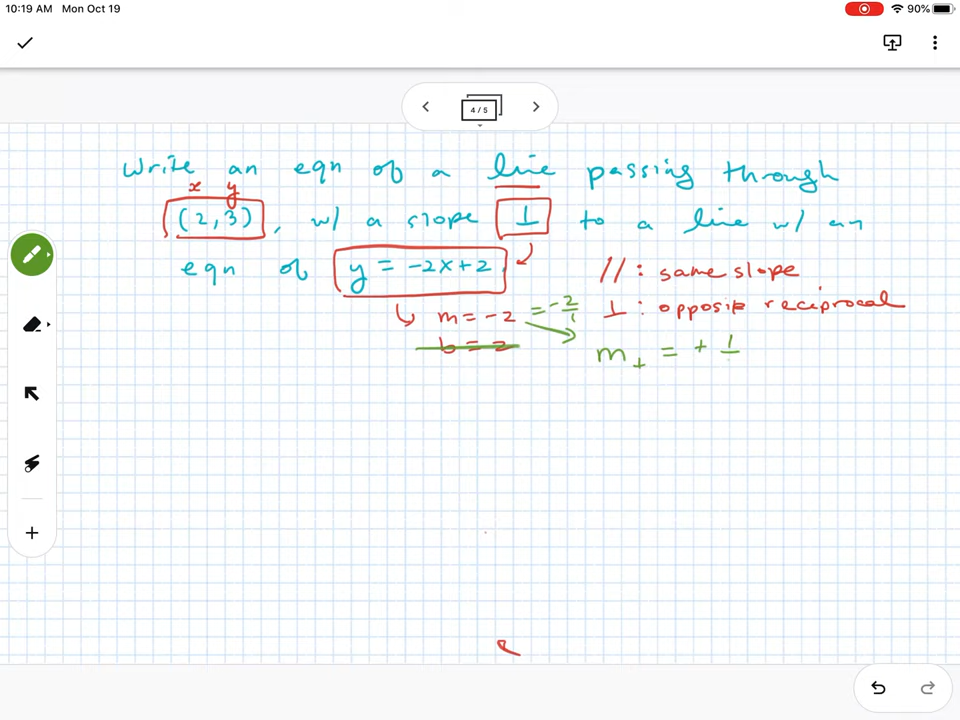 10:19 AM Mon Oct 19
90%
4 / 5
Write an eqn of a line passing through
x y
(2,3), w/ a slope ⊥ to a line w/ an
eqn of y = -2x+2.
// : same slope
m = -2 = -2/1
⊥ : opposite reciprocal
b = 2
m⊥ = + 1/